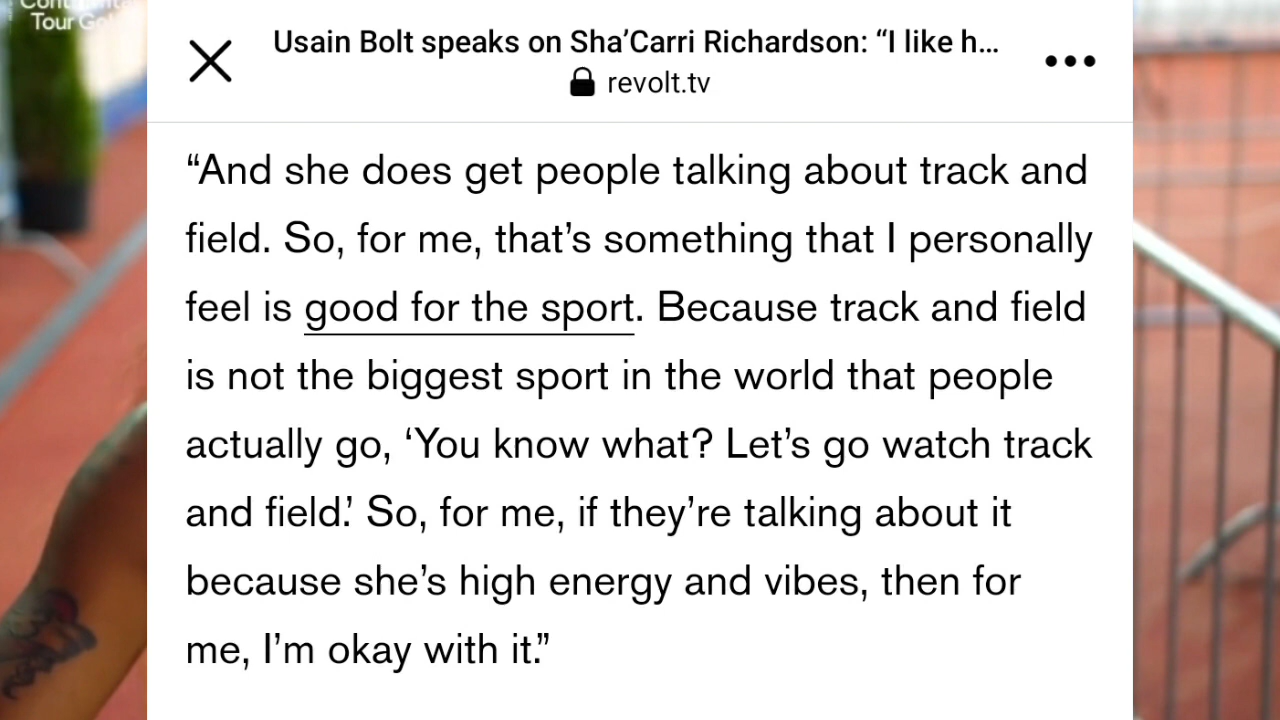 Tour
Usain Bolt speaks on Sha’Carri Richardson: “I like h...
revolt.tv
“And she does get people talking about track and
field. So, for me, that’s something that I personally
feel is good for the sport. Because track and field
is not the biggest sport in the world that people
actually go, ‘You know what? Let’s go watch track
and field.’ So, for me, if they’re talking about it
because she’s high energy and vibes, then for
me, I’m okay with it.”